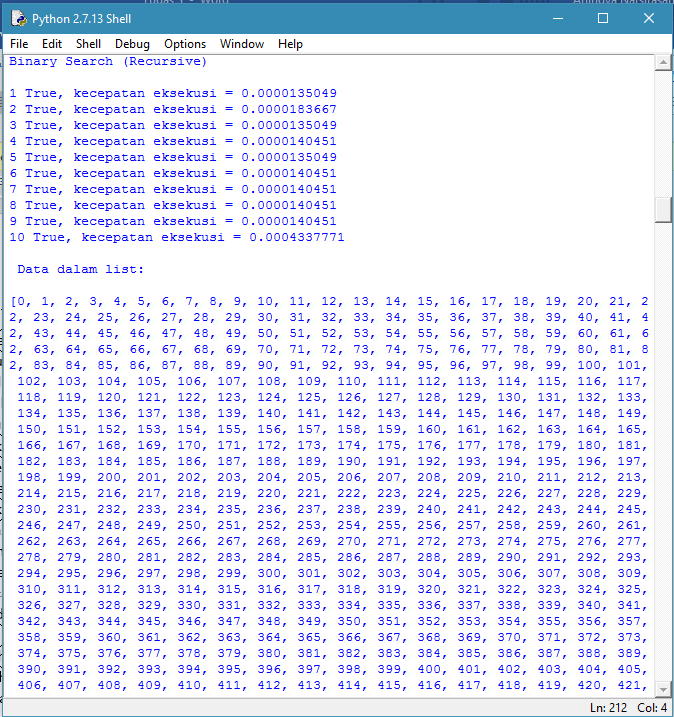 Python 2.7.13 Shell
File Edit Shell Debug Options Window Help
Binary Search (Recursive)
1 True, kecepatan eksekusi = 0.0000135049
2 True, kecepatan eksekusi = 0.0000183667
3 True, kecepatan eksekusi = 0.0000135049
4 True, kecepatan eksekusi = 0.0000140451
5 True, kecepatan eksekusi = 0.0000135049
6 True, kecepatan eksekusi = 0.0000140451
7 True, kecepatan eksekusi = 0.0000140451
8 True, kecepatan eksekusi = 0.0000140451
9 True, kecepatan eksekusi = 0.0000140451
10 True, kecepatan eksekusi = 0.0004337771
Data dalam list:
[0, 1, 2, 3, 4, 5, 6, 7, 8, 9, 10, 11, 12, 13, 14, 15, 16, 17, 18, 19, 20, 21, 2
2, 23, 24, 25, 26, 27, 28, 29, 30, 31, 32, 33, 34, 35, 36, 37, 38, 39, 40, 41, 4
2, 43, 44, 45, 46, 47, 48, 49, 50, 51, 52, 53, 54, 55, 56, 57, 58, 59, 60, 61, 6
2, 63, 64, 65, 66, 67, 68, 69, 70, 71, 72, 73, 74, 75, 76, 77, 78, 79, 80, 81, 8
2, 83, 84, 85, 86, 87, 88, 89, 90, 91, 92, 93, 94, 95, 96, 97, 98, 99, 100, 101,
102, 103, 104, 105, 106, 107, 108, 109, 110, 111, 112, 113, 114, 115, 116, 117,
118, 119, 120, 121, 122, 123, 124, 125, 126, 127, 128, 129, 130, 131, 132, 133,
134, 135, 136, 137, 138, 139, 140, 141, 142, 143, 144, 145, 146, 147, 148, 149,
150, 151, 152, 153, 154, 155, 156, 157, 158, 159, 160, 161, 162, 163, 164, 165,
166, 167, 168, 169, 170, 171, 172, 173, 174, 175, 176, 177, 178, 179, 180, 181,
182, 183, 184, 185, 186, 187, 188, 189, 190, 191, 192, 193, 194, 195, 196, 197,
198, 199, 200, 201, 202, 203, 204, 205, 206, 207, 208, 209, 210, 211, 212, 213,
214, 215, 216, 217, 218, 219, 220, 221, 222, 223, 224, 225, 226, 227, 228, 229,
230, 231, 232, 233, 234, 235, 236, 237, 238, 239, 240, 241, 242, 243, 244, 245,
246, 247, 248, 249, 250, 251, 252, 253, 254, 255, 256, 257, 258, 259, 260, 261,
262, 263, 264, 265, 266, 267, 268, 269, 270, 271, 272, 273, 274, 275, 276, 277,
278, 279, 280, 281, 282, 283, 284, 285, 286, 287, 288, 289, 290, 291, 292, 293,
294, 295, 296, 297, 298, 299, 300, 301, 302, 303, 304, 305, 306, 307, 308, 309,
310, 311, 312, 313, 314, 315, 316, 317, 318, 319, 320, 321, 322, 323, 324, 325,
326, 327, 328, 329, 330, 331, 332, 333, 334, 335, 336, 337, 338, 339, 340, 341,
342, 343, 344, 345, 346, 347, 348, 349, 350, 351, 352, 353, 354, 355, 356, 357,
358, 359, 360, 361, 362, 363, 364, 365, 366, 367, 368, 369, 370, 371, 372, 373,
374, 375, 376, 377, 378, 379, 380, 381, 382, 383, 384, 385, 386, 387, 388, 389,
390, 391, 392, 393, 394, 395, 396, 397, 398, 399, 400, 401, 402, 403, 404, 405,
406, 407, 408, 409, 410, 411, 412, 413, 414, 415, 416, 417, 418, 419, 420, 421,
Ln: 212 Col: 4